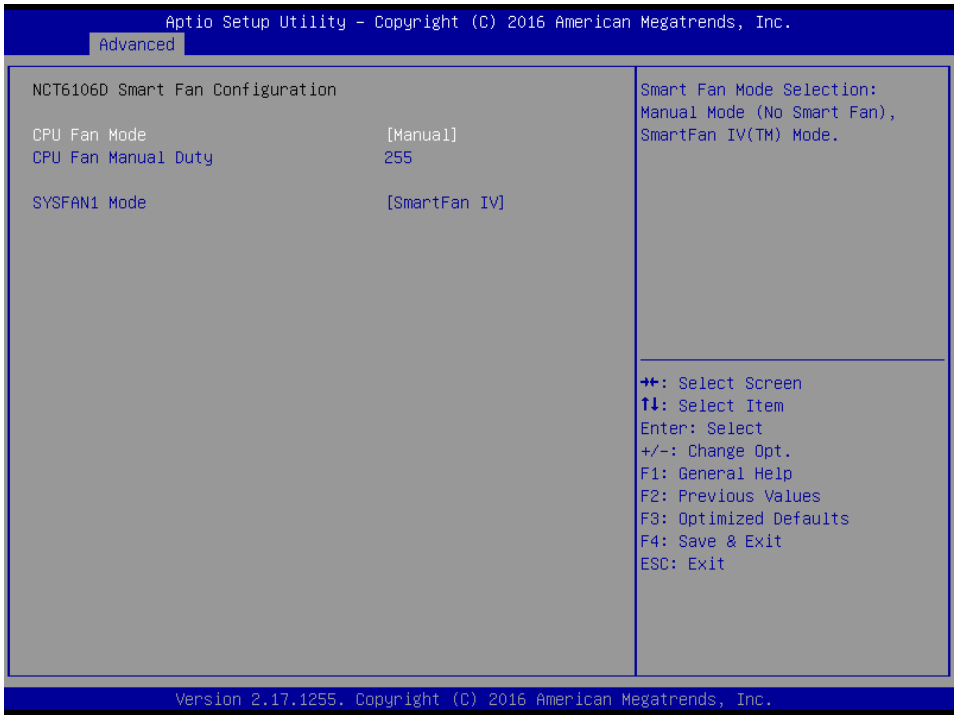 Aptio Setup Utility – Copyright (C) 2016 American Megatrends, Inc.
Advanced
NCT6106D Smart Fan Configuration
CPU Fan Mode [Manual]
CPU Fan Manual Duty 255
SYSFAN1 Mode [SmartFan IV]
Smart Fan Mode Selection:
Manual Mode (No Smart Fan),
SmartFan IV(TM) Mode.
→←: Select Screen
↑↓: Select Item
Enter: Select
+/-: Change Opt.
F1: General Help
F2: Previous Values
F3: Optimized Defaults
F4: Save & Exit
ESC: Exit
Version 2.17.1255. Copyright (C) 2016 American Megatrends, Inc.